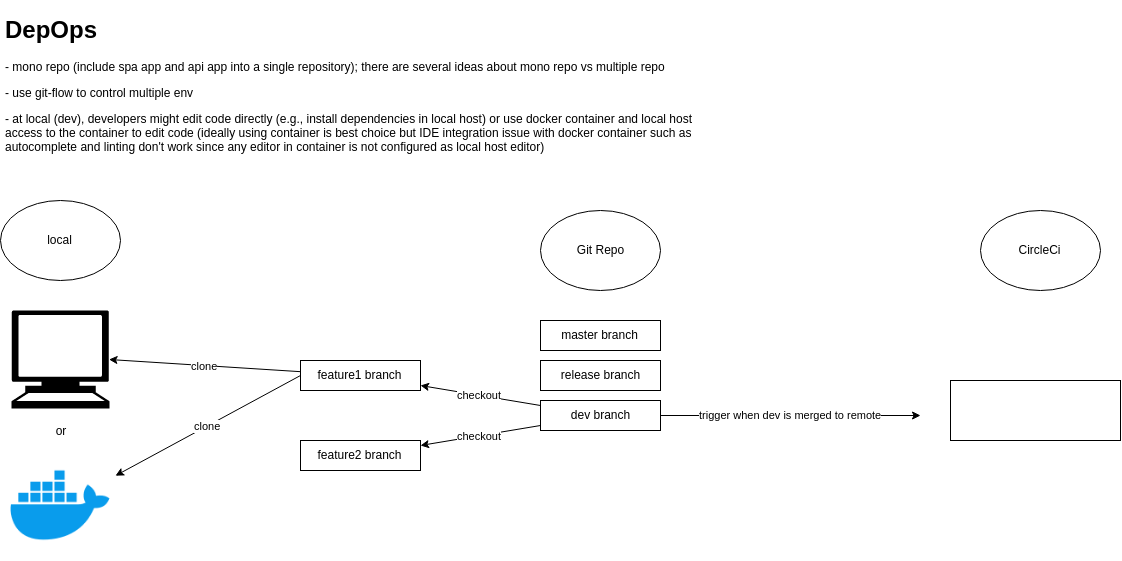 DepOps
- mono repo (include spa app and api app into a single repository); there are several ideas about mono repo vs multiple repo
- use git-flow to control multiple env
- at local (dev), developers might edit code directly (e.g., install dependencies in local host) or use docker container and local host
access to the container to edit code (ideally using container is best choice but IDE integration issue with docker container such as
autocomplete and linting don't work since any editor in container is not configured as local host editor)
local
Git Repo
CircleCi
master branch
clone
feature1 branch
release branch
checkout
dev branch
trigger when dev is merged to remote
clone
or
checkout
feature2 branch